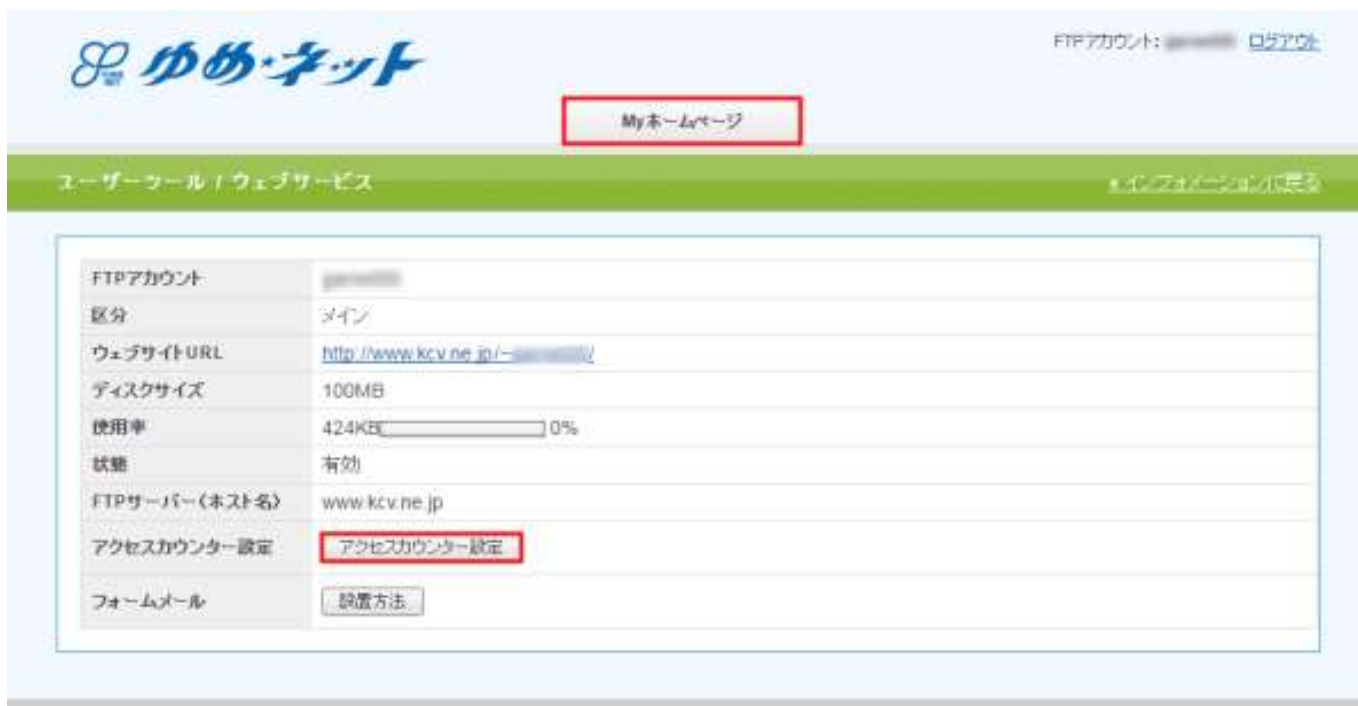 ゆめ・ネット
FTPアカウント: ログアウト
Myホームページ
ユーザーツール / ウェブサービス
インフォメーションに戻る
FTPアカウント
区分 メイン
ウェブサイトURL http://www.kcv.ne.jp/~ /
ディスクサイズ 100MB
使用率 424KB 0%
状態 有効
FTPサーバー(ホスト名) www.kcv.ne.jp
アクセスカウンター設定 アクセスカウンター設定
フォームメール 設置方法